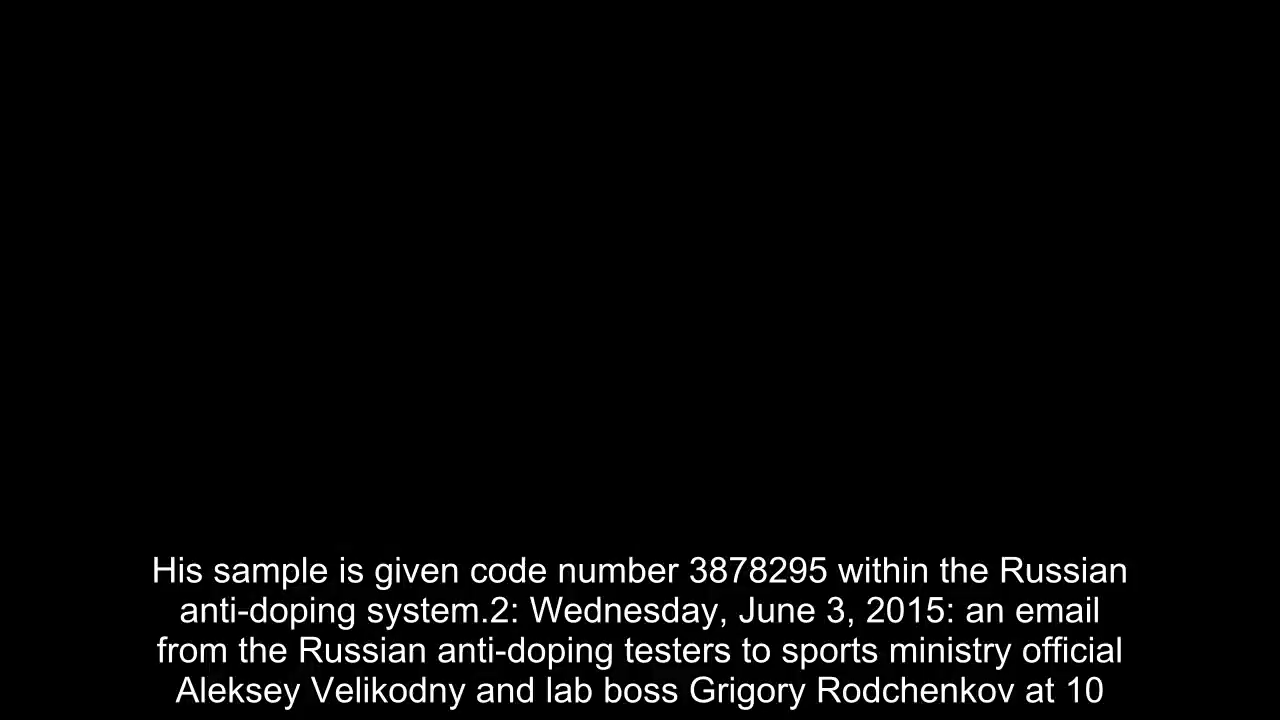 His sample is given code number 3878295 within the Russian
anti-doping system.2: Wednesday, June 3, 2015: an email
from the Russian anti-doping testers to sports ministry official
Aleksey Velikodny and lab boss Grigory Rodchenkov at 10